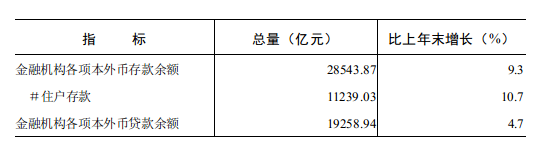 指 标 总量（亿元） 比上年末增长（%）
金融机构各项本外币存款余额 28543.87 9.3
＃住户存款 11239.03 10.7
金融机构各项本外币贷款余额 19258.94 4.7